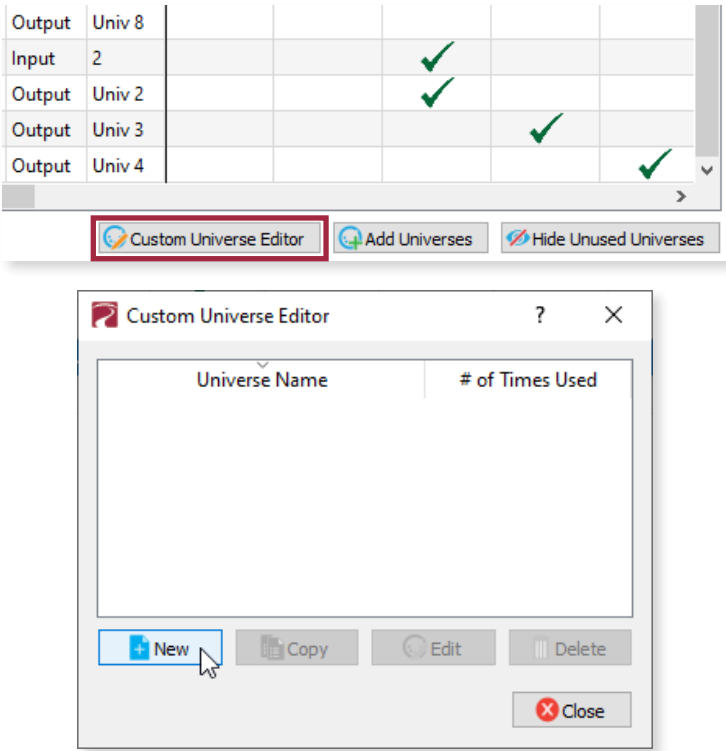 Output Univ 8
Input 2
Output Univ 2
Output Univ 3
Output Univ 4
Custom Universe Editor Add Universes Hide Unused Universes
Custom Universe Editor ?
Universe Name # of Times Used
New Copy Edit Delete
Close